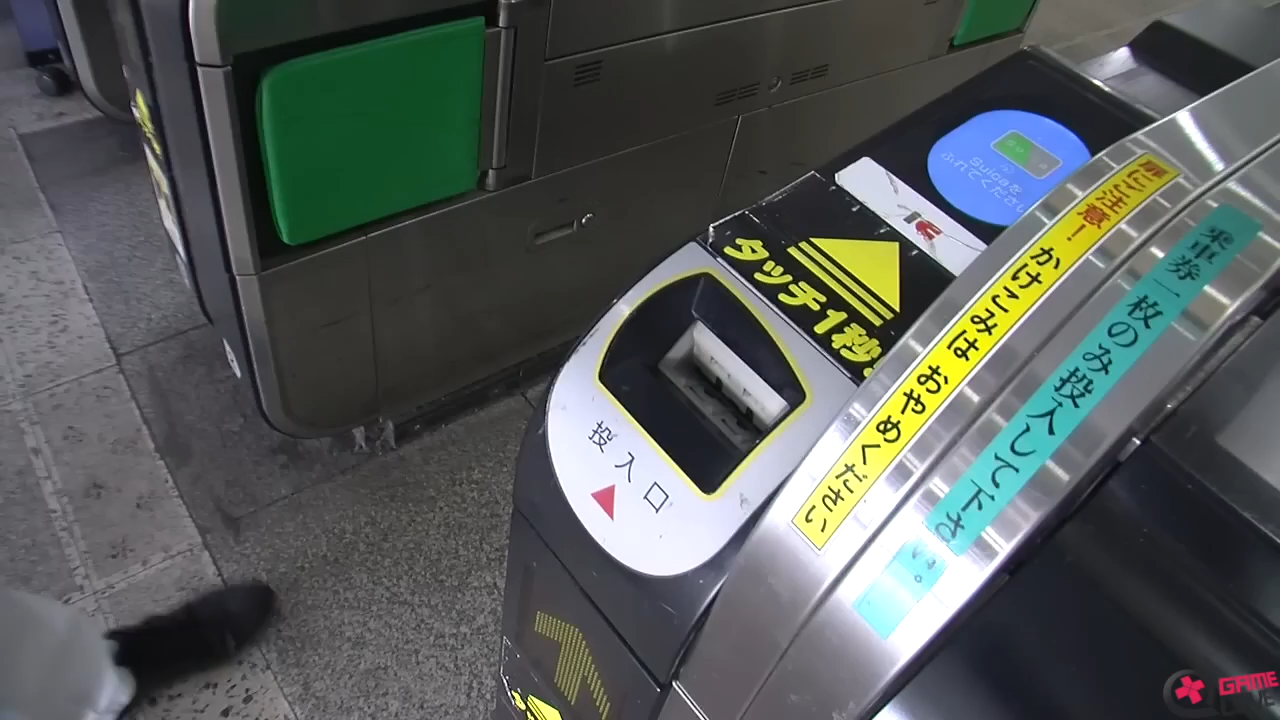 Suicaを
ふれてください
タッチ1秒
投入口
扉にご注意! かけこみはおやめください
乗車券一枚のみ投入して下さい。
GAME